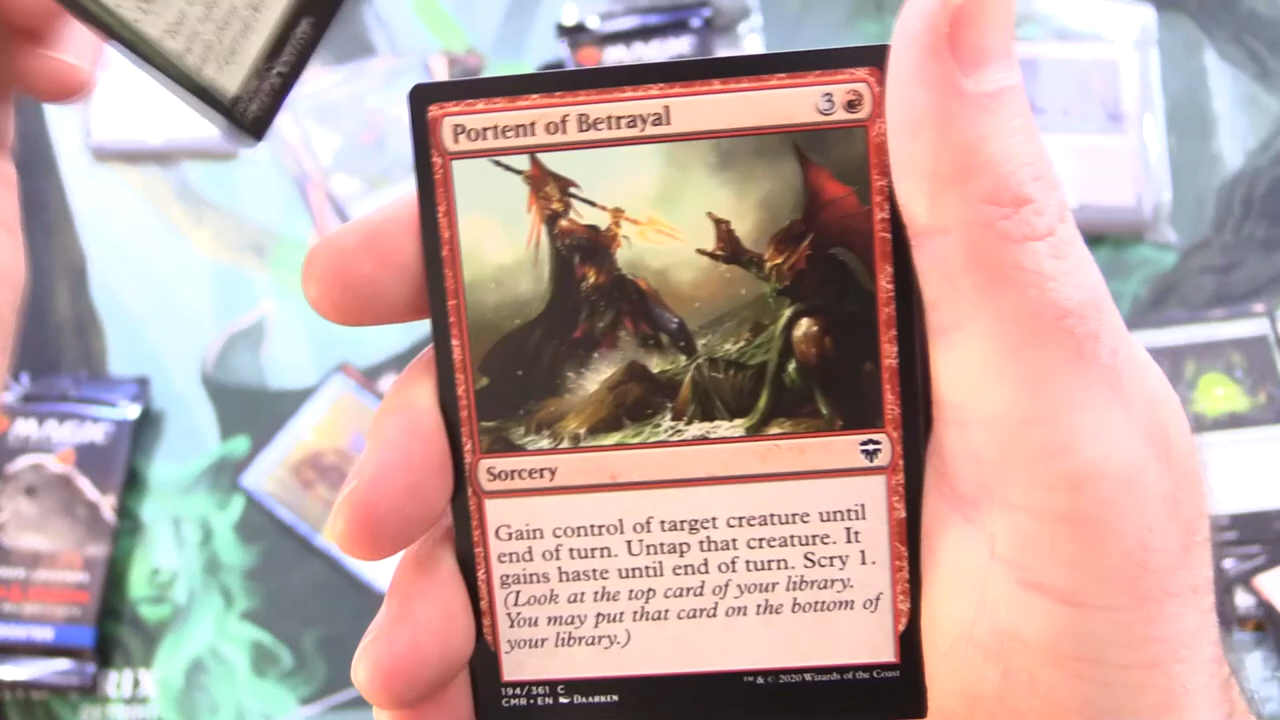 Portent of Betrayal 3
Sorcery
Gain control of target creature until
end of turn. Untap that creature. It
gains haste until end of turn. Scry 1.
(Look at the top card of your library.
You may put that card on the bottom of
your library.)
194/361 C
CMR • EN DAARKEN
™ & © 2020 Wizards of the Coast
MAGIC
MAGIC